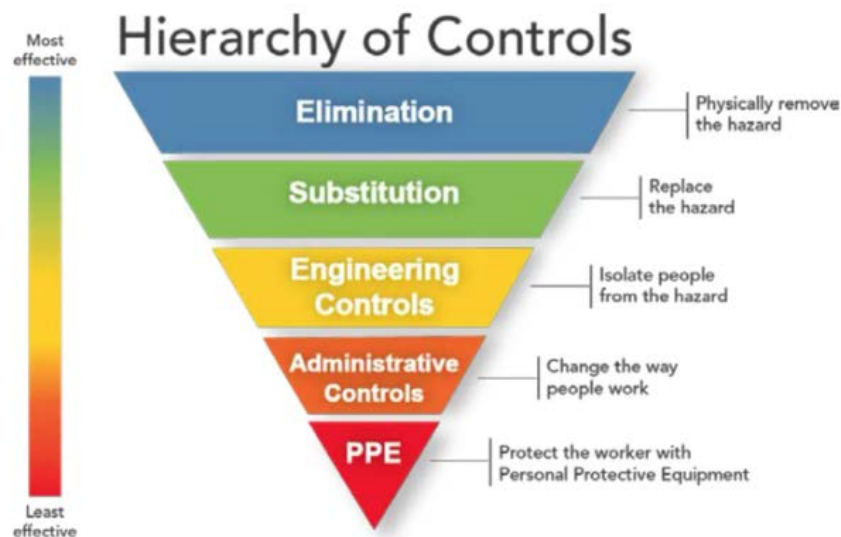 Hierarchy of Controls
Most
effective
Elimination
Physically remove
the hazard
Substitution
Replace
the hazard
Engineering
Controls
Isolate people
from the hazard
Administrative
Controls
Change the way
people work
PPE
Protect the worker with
Personal Protective Equipment
Least
effective